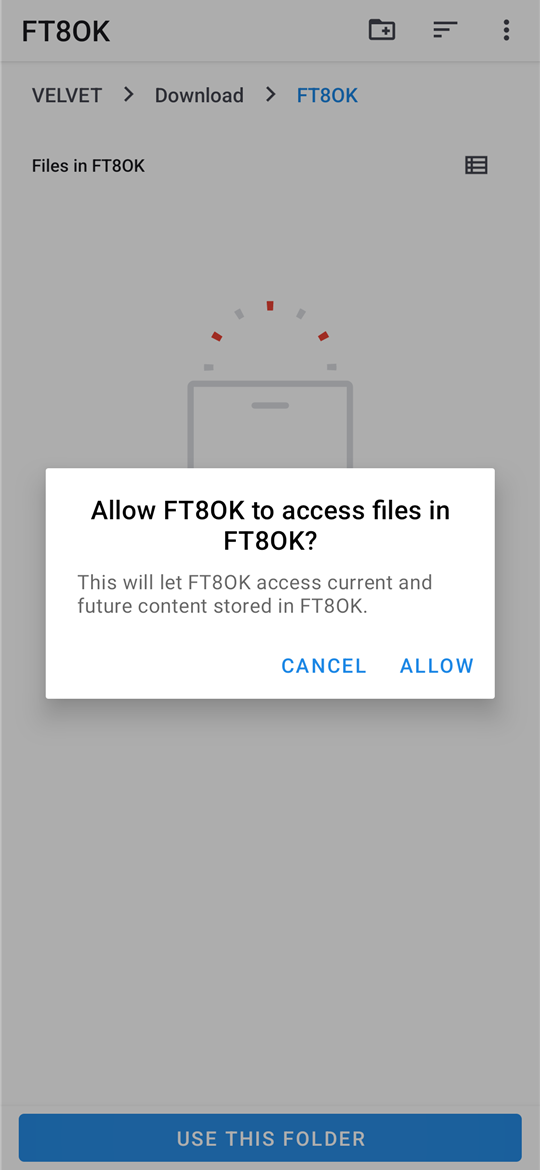 FT8OK
VELVET > Download > FT8OK
Files in FT8OK
Allow FT8OK to access files in
FT8OK?
This will let FT8OK access current and
future content stored in FT8OK.
CANCEL ALLOW
USE THIS FOLDER